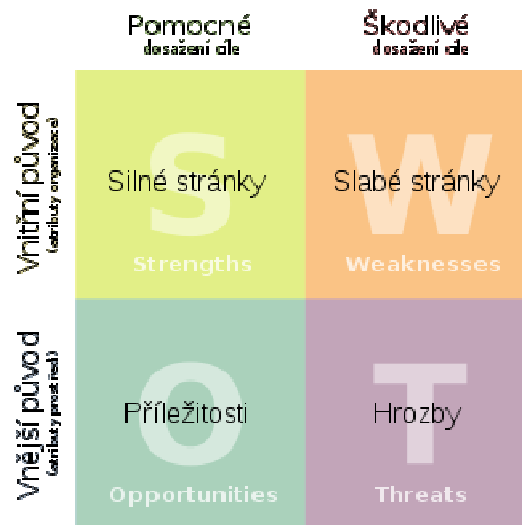 Pomocné
dosažení cíle
Škodlivé
dosažení cíle
Vnitřní původ
(atributy organizace)
S
Silné stránky
Strengths
W
Slabé stránky
Weaknesses
Vnější původ
(atributy prostředí)
O
Příležitosti
Opportunities
T
Hrozby
Threats